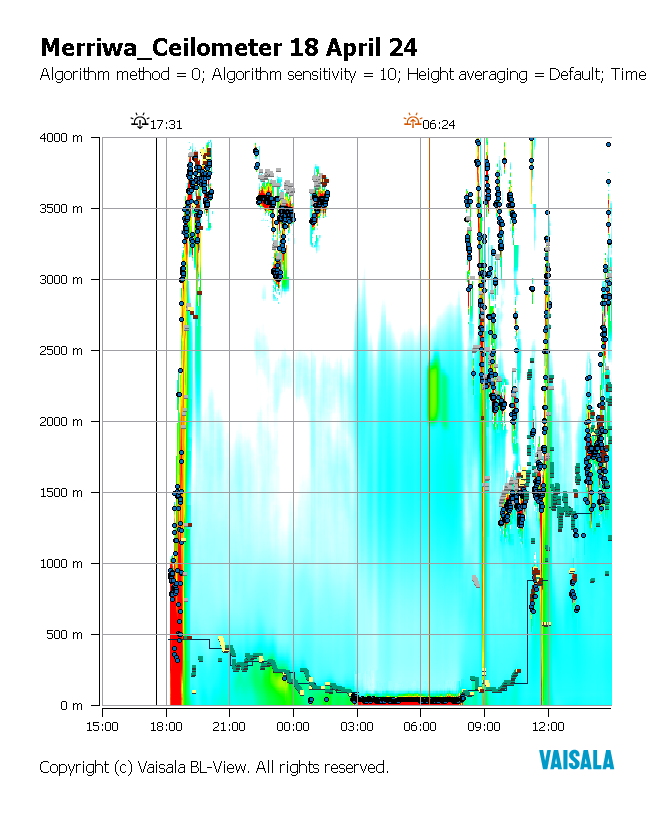 Merriwa_Ceilometer 18 April 24
Algorithm method = 0; Algorithm sensitivity = 10; Height averaging = Default; Time
17:31 06:24
4000 m
3500 m
3000 m
2500 m
2000 m
1500 m
1000 m
500 m
0 m
15:00 18:00 21:00 00:00 03:00 06:00 09:00 12:00
VAISALA
Copyright (c) Vaisala BL-View. All rights reserved.